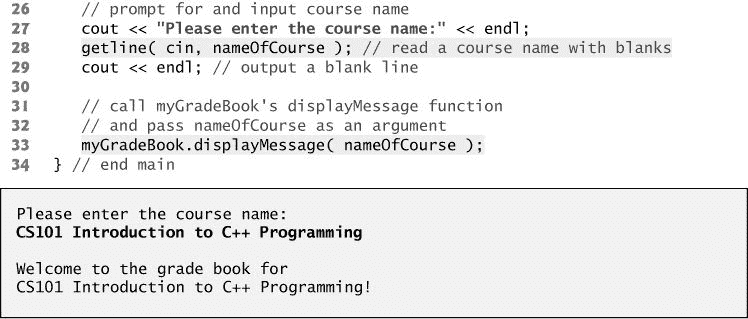 26 // prompt for and input course name
27 cout << "Please enter the course name:" << endl;
28 getline( cin, nameOfCourse ); // read a course name with blanks
29 cout << endl; // output a blank line
30
31 // call myGradeBook's displayMessage function
32 // and pass nameOfCourse as an argument
33 myGradeBook.displayMessage( nameOfCourse );
34 } // end main
Please enter the course name:
CS101 Introduction to C++ Programming
Welcome to the grade book for
CS101 Introduction to C++ Programming!